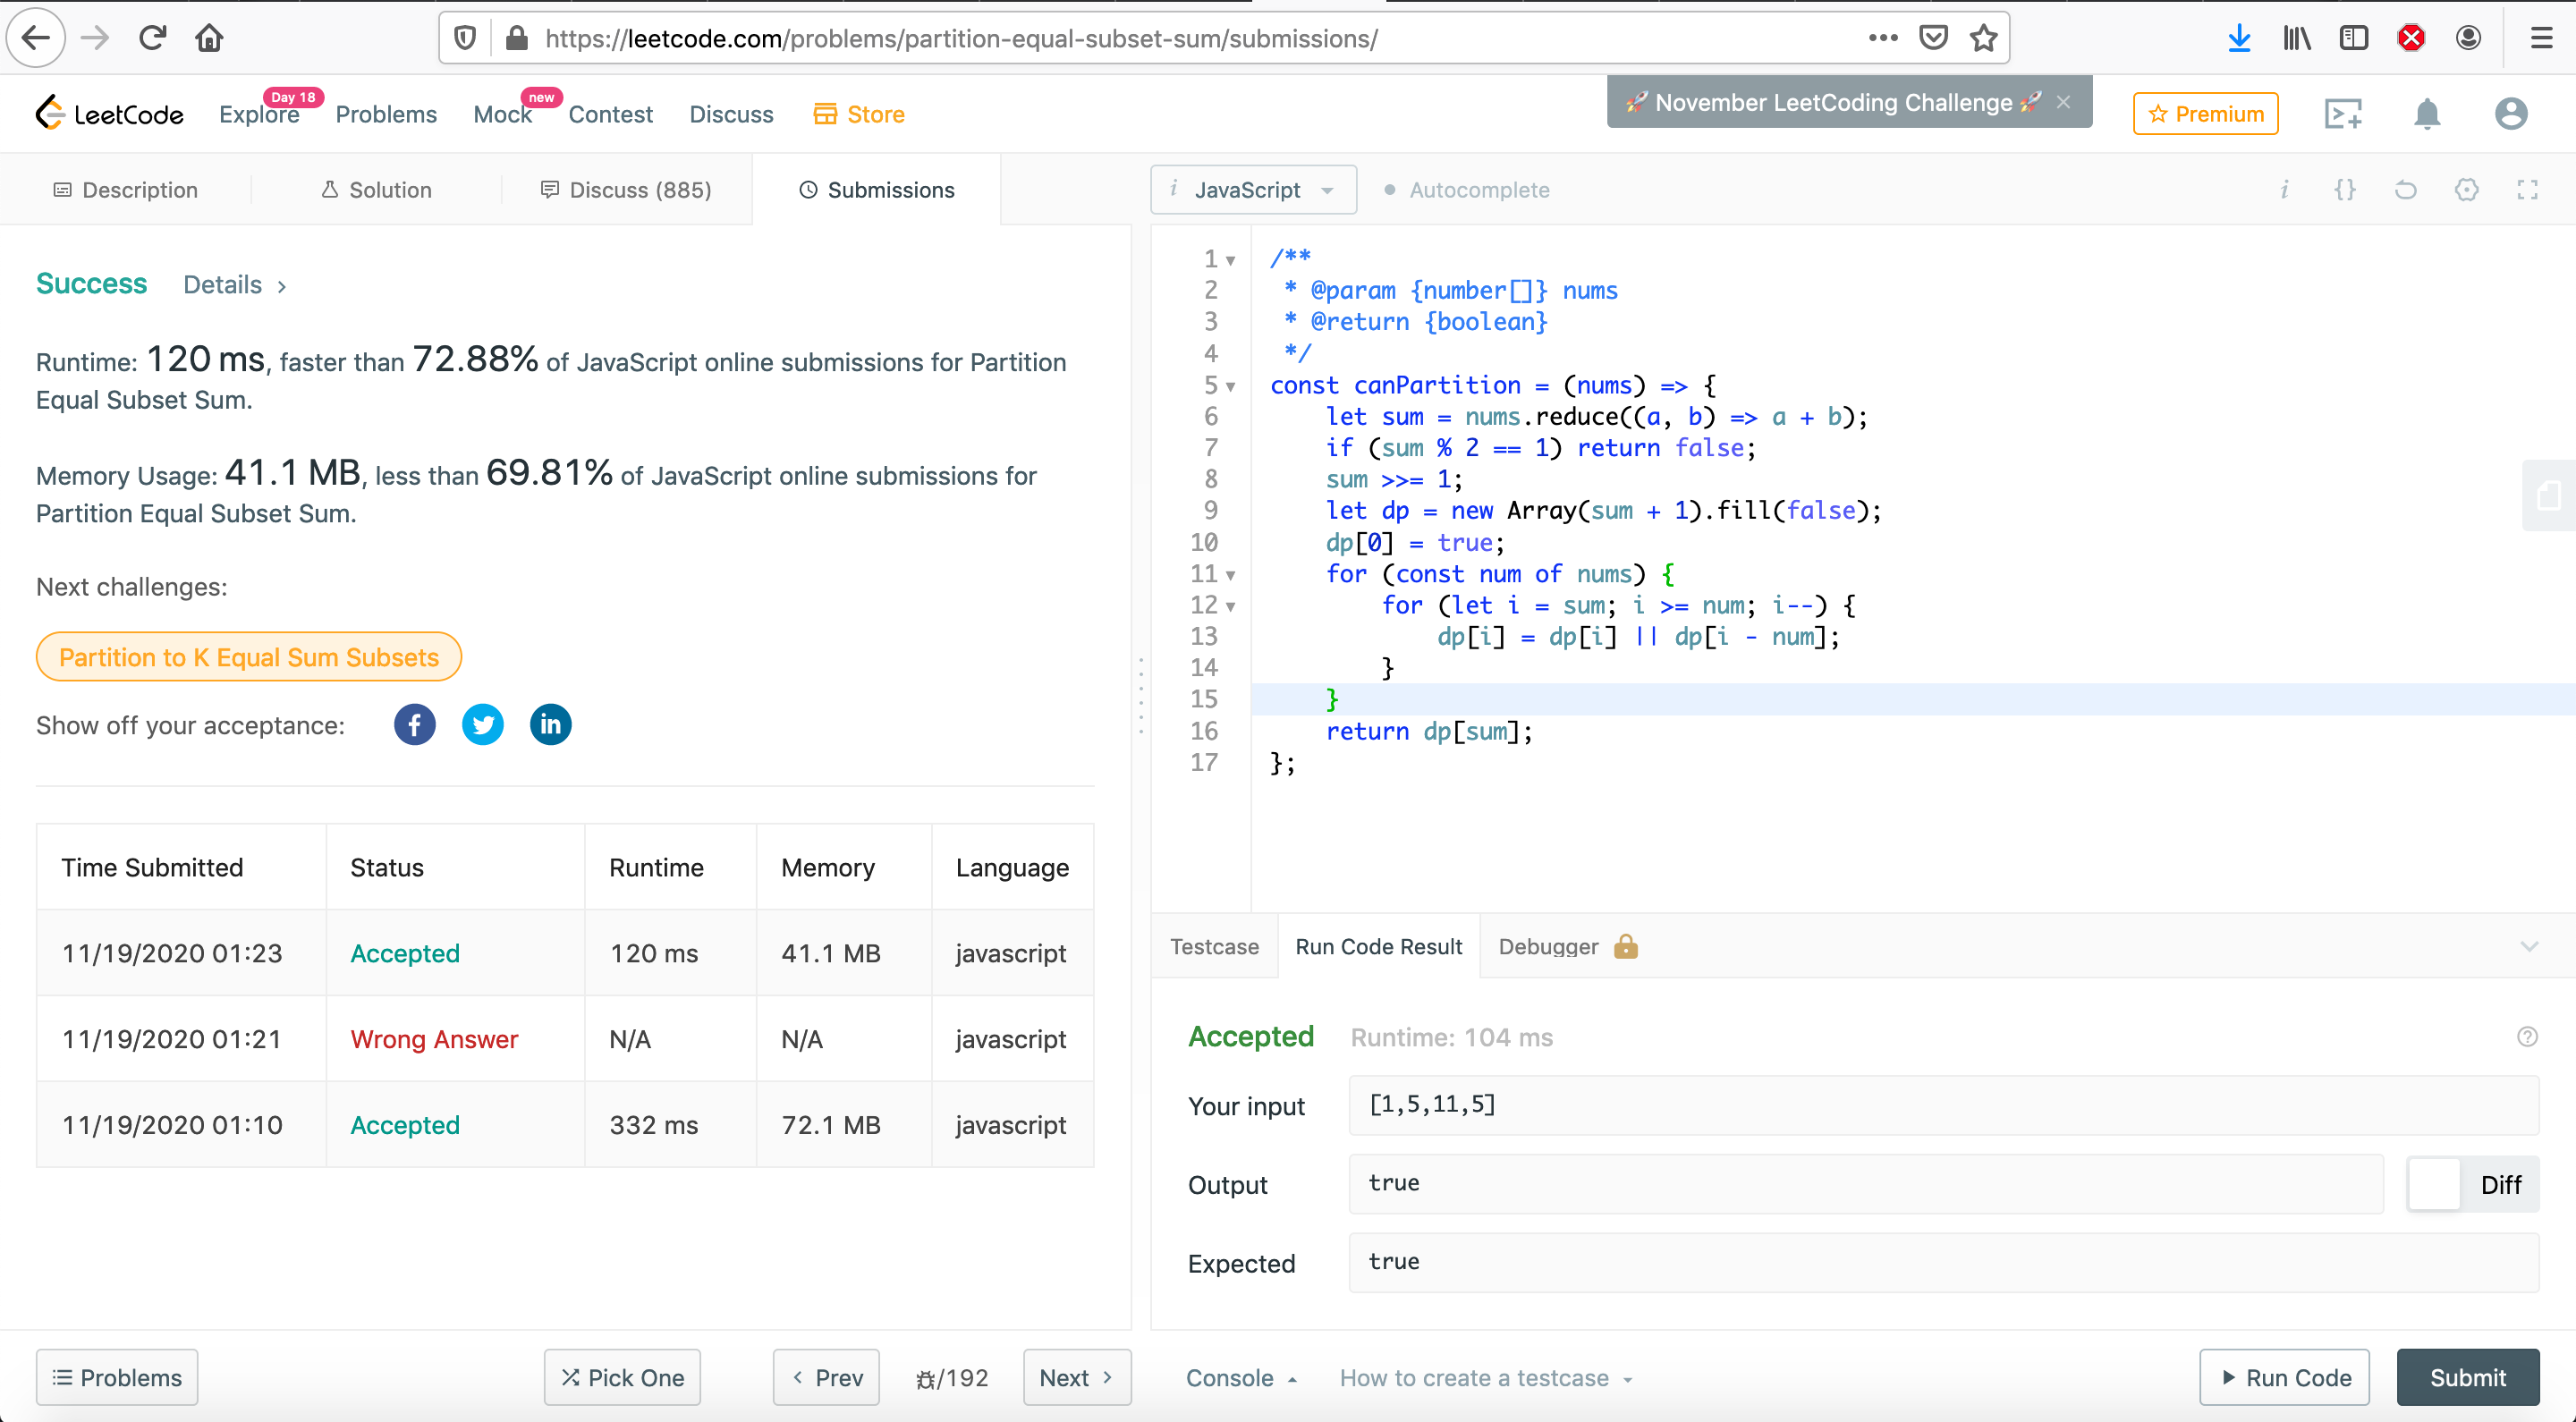 https://leetcode.com/problems/partition-equal-subset-sum/submissions/
LeetCode
Explore
Day 18
Problems
Mock
new
Contest
Discuss
Store
🚀 November LeetCoding Challenge 🚀 ×
Premium
Description
Solution
Discuss (885)
Submissions
i JavaScript
Autocomplete
i {}
Success Details >
Runtime: 120 ms, faster than 72.88% of JavaScript online submissions for Partition
Equal Subset Sum.
Memory Usage: 41.1 MB, less than 69.81% of JavaScript online submissions for
Partition Equal Subset Sum.
Next challenges:
Partition to K Equal Sum Subsets
Show off your acceptance: f in
Time Submitted Status Runtime Memory Language
11/19/2020 01:23 Accepted 120 ms 41.1 MB javascript
11/19/2020 01:21 Wrong Answer N/A N/A javascript
11/19/2020 01:10 Accepted 332 ms 72.1 MB javascript
1 /**
2  * @param {number[]} nums
3  * @return {boolean}
4  */
5 const canPartition = (nums) => {
6     let sum = nums.reduce((a, b) => a + b);
7     if (sum % 2 == 1) return false;
8     sum >>= 1;
9     let dp = new Array(sum + 1).fill(false);
10     dp[0] = true;
11     for (const num of nums) {
12         for (let i = sum; i >= num; i--) {
13             dp[i] = dp[i] || dp[i - num];
14         }
15     }
16     return dp[sum];
17 };
Testcase Run Code Result Debugger
Accepted Runtime: 104 ms
Your input [1,5,11,5]
Output true Diff
Expected true
Problems
Pick One
< Prev
/192
Next >
Console
How to create a testcase
Run Code
Submit